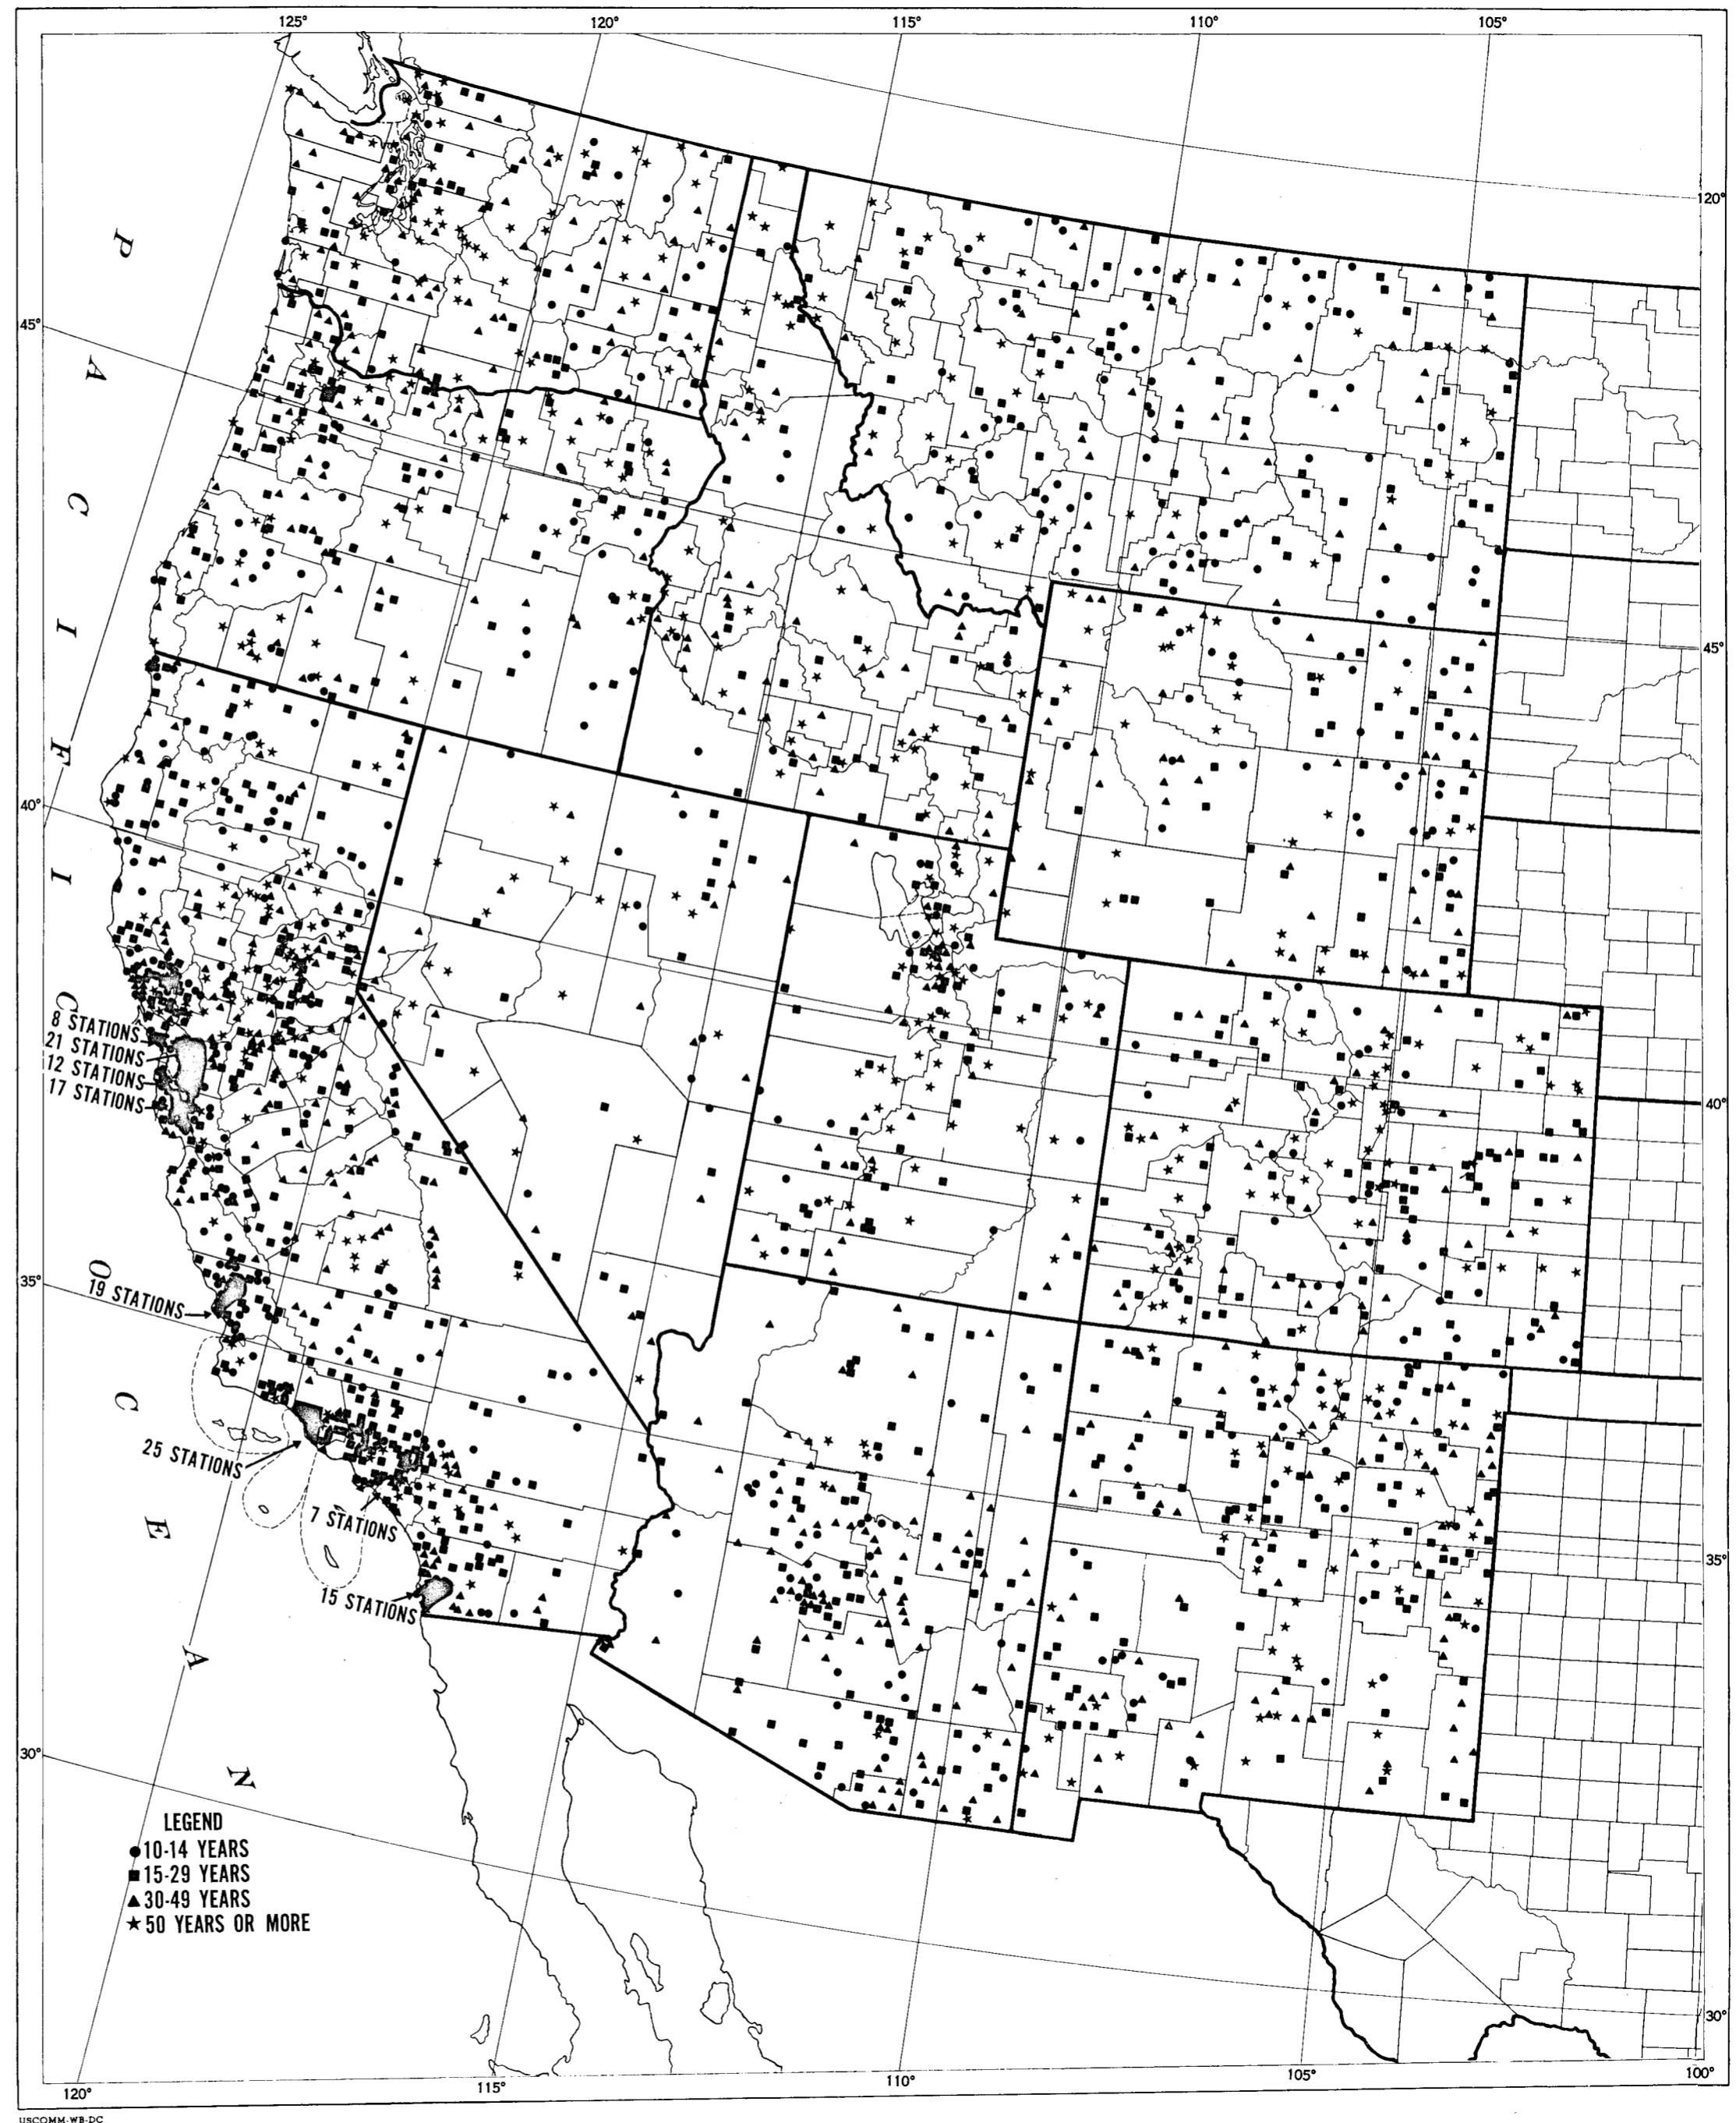 125°
120°
115°
110°
105°
120°
45°
45°
40°
40°
35°
35°
30°
30°
PACIFIC
OCEAN
8 STATIONS
21 STATIONS
12 STATIONS
17 STATIONS
19 STATIONS
25 STATIONS
7 STATIONS
15 STATIONS
LEGEND
10-14 YEARS
15-29 YEARS
30-49 YEARS
50 YEARS OR MORE
120°
115°
110°
105°
100°
USCOMM-WB-DC